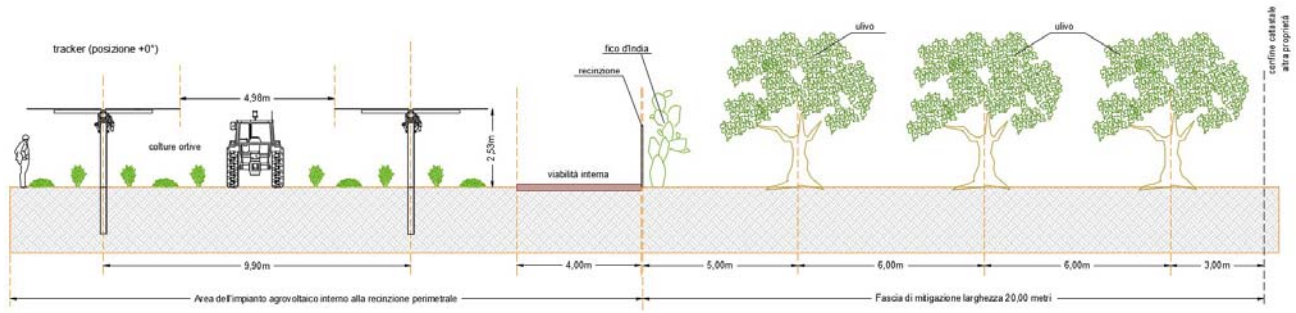 tracker (posizione +0°)
4,98m
colture ortive
2,53m
viabilità interna
fico d'India
recinzione
ulivo
ulivo
confine catastale
altra proprietà
9,90m
4,00m
5,00m
6,00m
6,00m
3,00m
Area dell'impianto agrovoltaico interno alla recinzione perimetrale
Fascia di mitigazione larghezza 20,00 metri